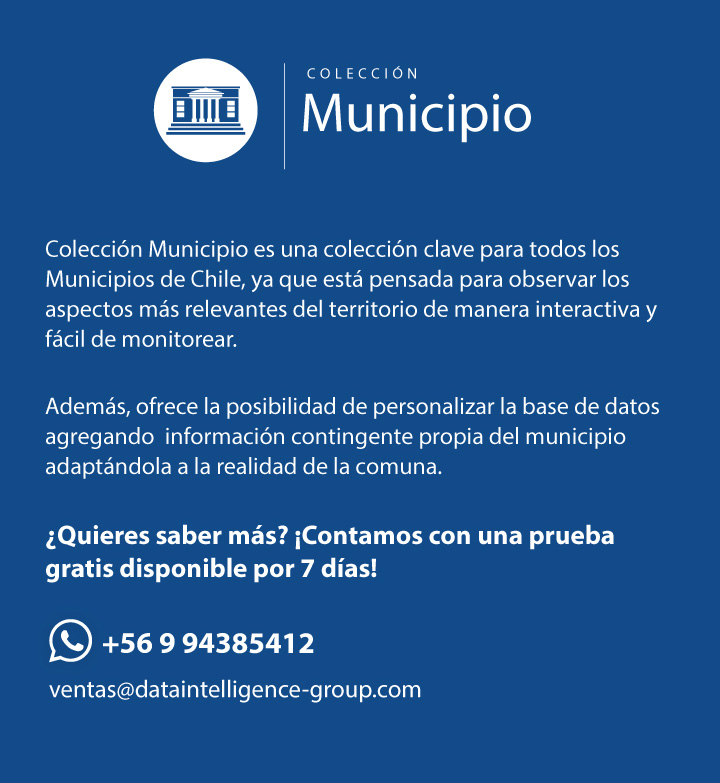 COLECCIÓN
Municipio
Colección Municipio es una colección clave para todos los
Municipios de Chile, ya que está pensada para observar los
aspectos más relevantes del territorio de manera interactiva y
fácil de monitorear.
Además, ofrece la posibilidad de personalizar la base de datos
agregando  información contingente propia del municipio
adaptándola a la realidad de la comuna.
¿Quieres saber más? ¡Contamos con una prueba
gratis disponible por 7 días!
+56 9 94385412
ventas@dataintelligence-group.com